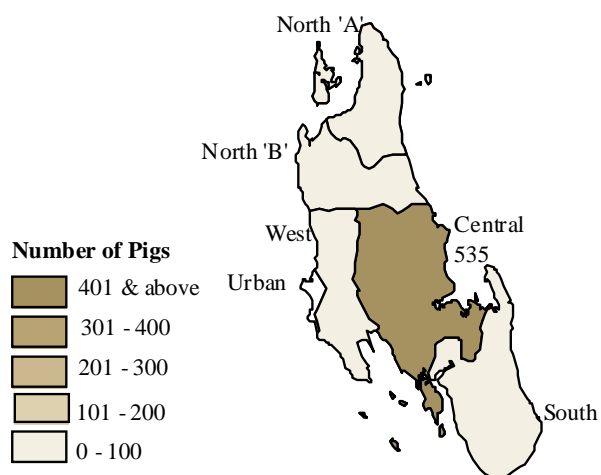 North 'A'
North 'B'
West
Central
535
Urban
South
Number of Pigs
401 & above
301 - 400
201 - 300
101 - 200
0 - 100